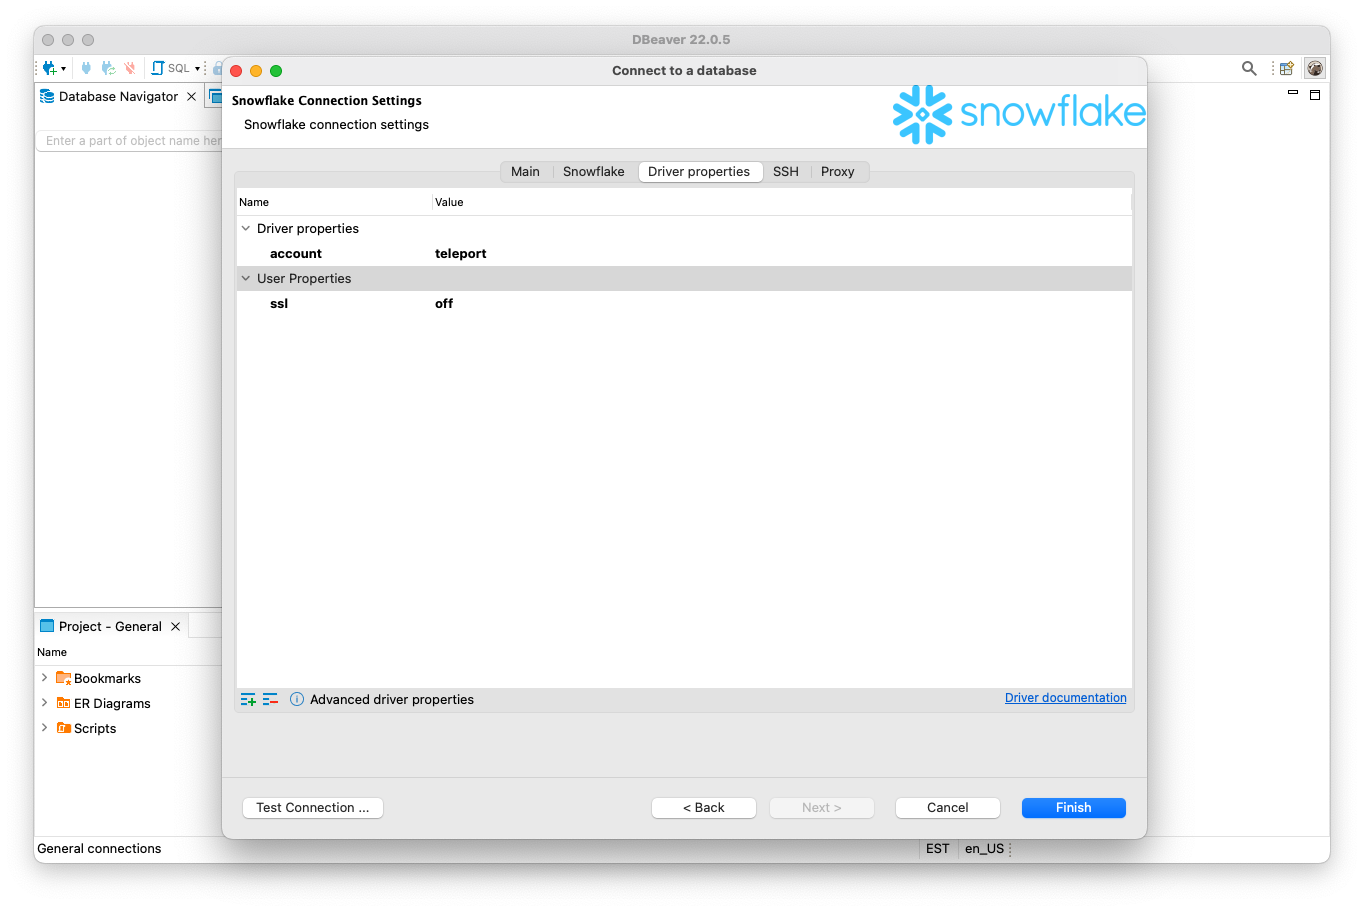 DBeaver 22.0.5
SQL
Connect to a database
Database Navigator
Snowflake Connection Settings
Snowflake connection settings
snowflake
Enter a part of object name her
Main
Snowflake
Driver properties
SSH
Proxy
Name
Value
Driver properties
account
teleport
User Properties
ssl
off
Project - General
Name
Bookmarks
ER Diagrams
Scripts
Advanced driver properties
Driver documentation
Test Connection ...
< Back
Next >
Cancel
Finish
General connections
EST
en_US